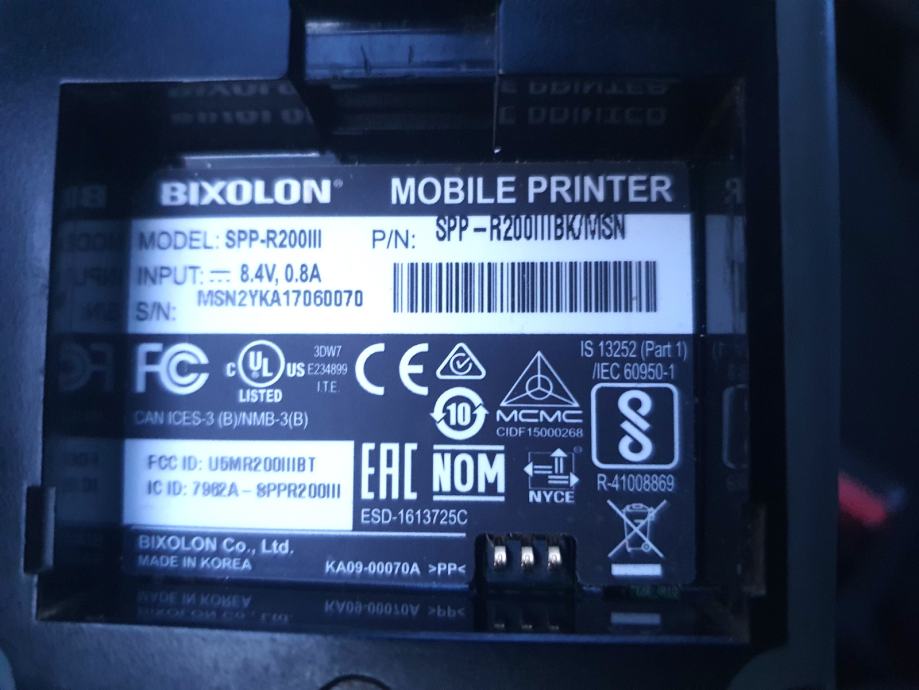 BIXOLON® MOBILE PRINTER
MODEL: SPP-R200III P/N: SPP-R200IIIBK/MSN
INPUT: ⎓ 8.4V, 0.8A
S/N: MSN2YKA17060070
FC
C UL US LISTED
3DW7
E234899
I.T.E.
CE
10
MCMC
CIDF15000268
IS 13252 (Part 1)
/IEC 60950-1
R-41008869
CAN ICES-3 (B)/NMB-3(B)
FCC ID: U5MR200IIIBT
IC ID: 7962A-SPPR200III
EAC NOM NYCE
ESD-1613725C
BIXOLON Co., Ltd.
MADE IN KOREA
KA09-00070A >PP<